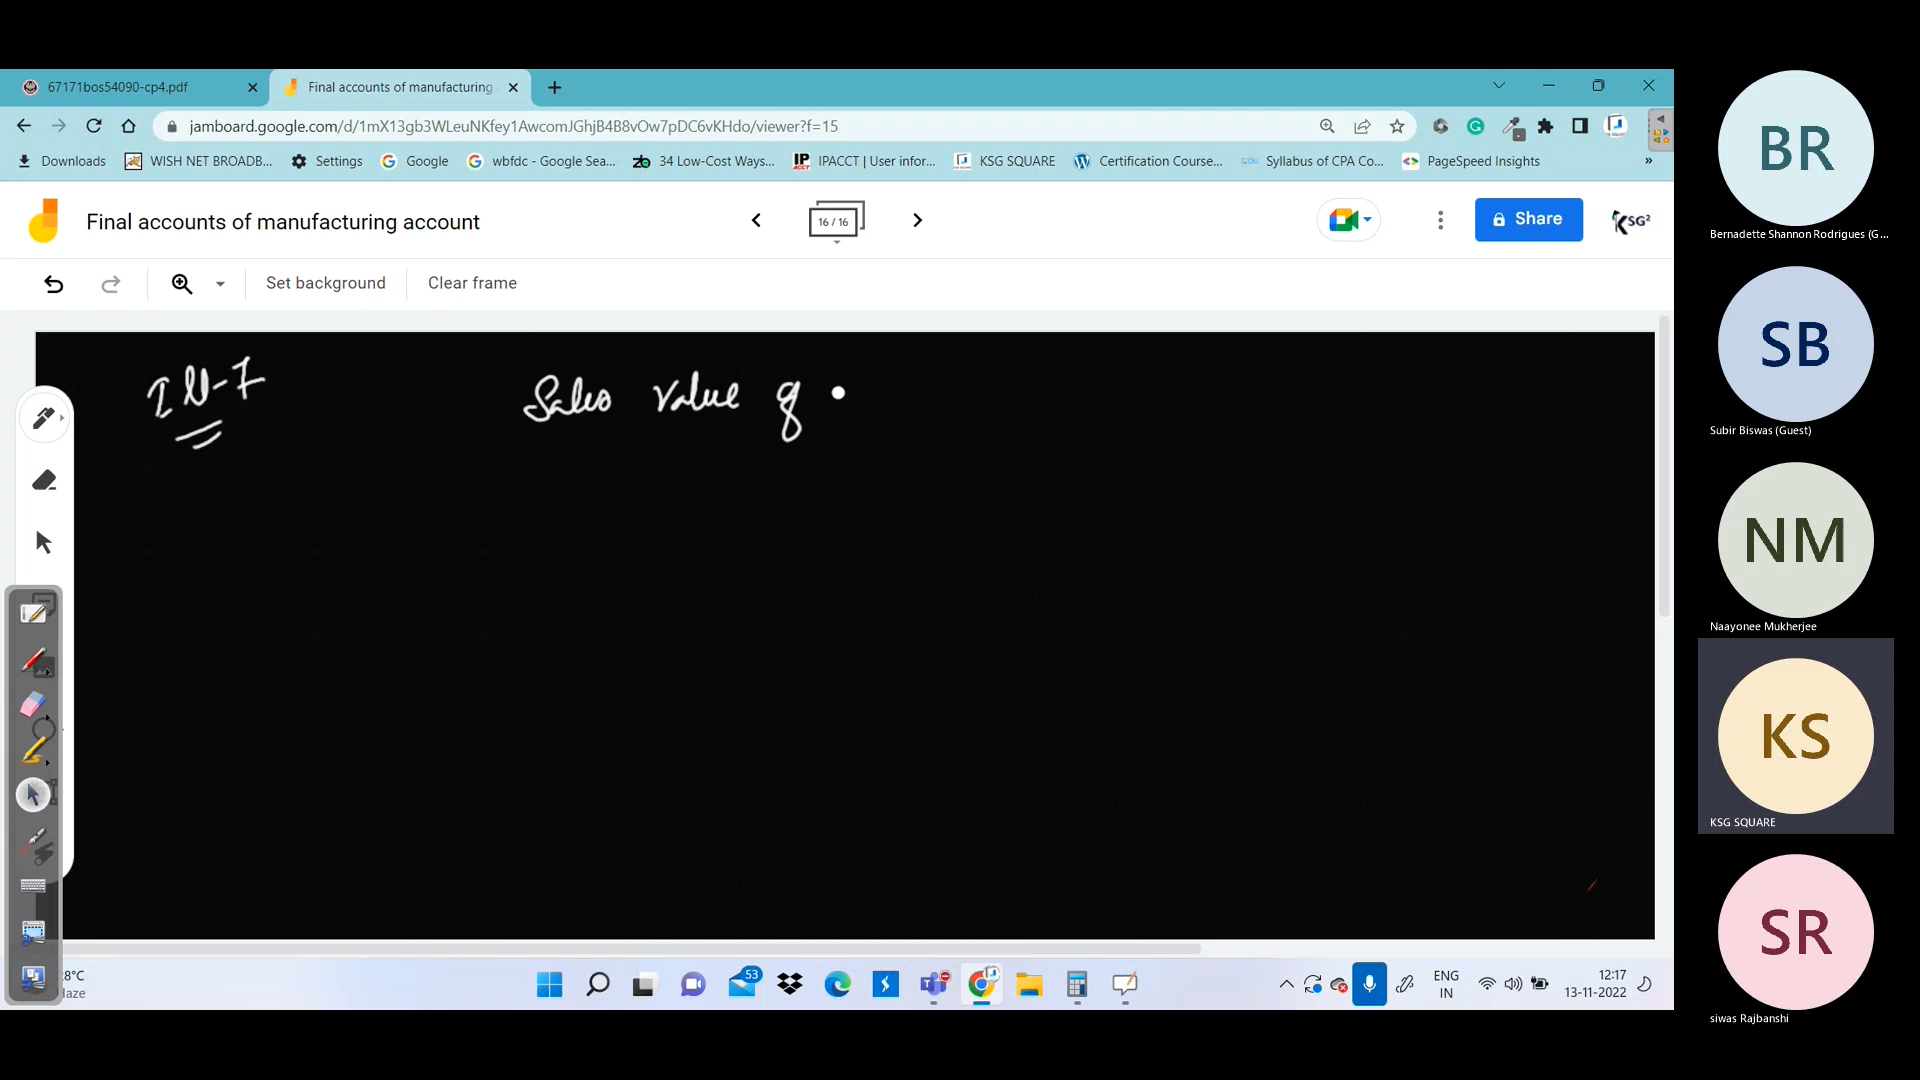 67171bos54090-cp4.pdf
Final accounts of manufacturing
jamboard.google.com/d/1mX13gb3WLeuNKfey1AwcomJGhjB4B8vOw7pDC6vKHdo/viewer?f=15
Downloads WISH NET BROADB... Settings Google wbfdc - Google Sea... 34 Low-Cost Ways... IPACCT | User infor... KSG SQUARE Certification Course... Syllabus of CPA Co... PageSpeed Insights »
Final accounts of manufacturing account
16 / 16
Share
KSG²
Set background
Clear frame
Sales value of
53
8°C
Haze
ENG
IN
12:17
13-11-2022
BR
Bernadette Shannon Rodrigues (G...
SB
Subir Biswas (Guest)
NM
Naayonee Mukherjee
KS
KSG SQUARE
SR
siwas Rajbanshi